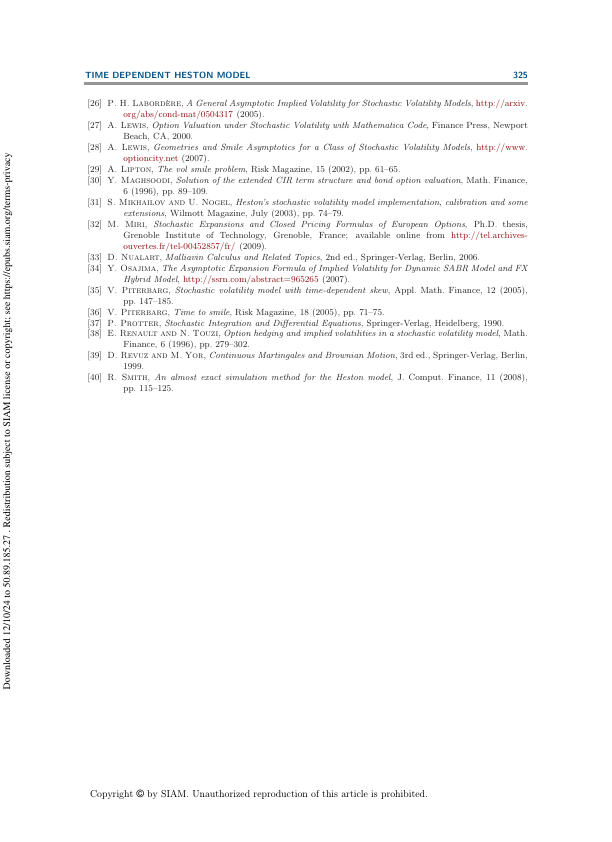 TIME DEPENDENT HESTON MODEL 325
[26] P. H. Labordère, A General Asymptotic Implied Volatility for Stochastic Volatility Models, http://arxiv.
org/abs/cond-mat/0504317 (2005).
[27] A. Lewis, Option Valuation under Stochastic Volatility with Mathematica Code, Finance Press, Newport
Beach, CA, 2000.
[28] A. Lewis, Geometries and Smile Asymptotics for a Class of Stochastic Volatility Models, http://www.
optioncity.net (2007).
[29] A. Lipton, The vol smile problem, Risk Magazine, 15 (2002), pp. 61–65.
[30] Y. Maghsoodi, Solution of the extended CIR term structure and bond option valuation, Math. Finance,
6 (1996), pp. 89–109.
[31] S. Mikhailov and U. Nogel, Heston's stochastic volatility model implementation, calibration and some
extensions, Wilmott Magazine, July (2003), pp. 74–79.
[32] M. Miri, Stochastic Expansions and Closed Pricing Formulas of European Options, Ph.D. thesis,
Grenoble Institute of Technology, Grenoble, France; available online from http://tel.archives-
ouvertes.fr/tel-00452857/fr/ (2009).
[33] D. Nualart, Malliavin Calculus and Related Topics, 2nd ed., Springer-Verlag, Berlin, 2006.
[34] Y. Osajima, The Asymptotic Expansion Formula of Implied Volatility for Dynamic SABR Model and FX
Hybrid Model, http://ssrn.com/abstract=965265 (2007).
[35] V. Piterbarg, Stochastic volatility model with time-dependent skew, Appl. Math. Finance, 12 (2005),
pp. 147–185.
[36] V. Piterbarg, Time to smile, Risk Magazine, 18 (2005), pp. 71–75.
[37] P. Protter, Stochastic Integration and Differential Equations, Springer-Verlag, Heidelberg, 1990.
[38] E. Renault and N. Touzi, Option hedging and implied volatilities in a stochastic volatility model, Math.
Finance, 6 (1996), pp. 279–302.
[39] D. Revuz and M. Yor, Continuous Martingales and Brownian Motion, 3rd ed., Springer-Verlag, Berlin,
1999.
[40] R. Smith, An almost exact simulation method for the Heston model, J. Comput. Finance, 11 (2008),
pp. 115–125.
Downloaded 12/10/24 to 50.89.185.27 . Redistribution subject to SIAM license or copyright; see https://epubs.siam.org/terms-privacy
Copyright © by SIAM. Unauthorized reproduction of this article is prohibited.